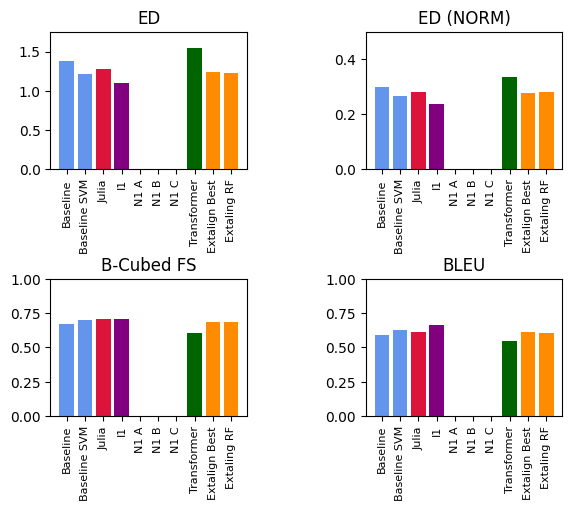 ED
1.5
1.0
0.5
0.0
Baseline
Baseline SVM
Julia
I1
N1 A
N1 B
N1 C
Transformer
Extalign Best
Extaling RF
ED (NORM)
0.4
0.2
0.0
Baseline
Baseline SVM
Julia
I1
N1 A
N1 B
N1 C
Transformer
Extalign Best
Extaling RF
B-Cubed FS
1.00
0.75
0.50
0.25
0.00
Baseline
Baseline SVM
Julia
I1
N1 A
N1 B
N1 C
Transformer
Extalign Best
Extaling RF
BLEU
1.00
0.75
0.50
0.25
0.00
Baseline
Baseline SVM
Julia
I1
N1 A
N1 B
N1 C
Transformer
Extalign Best
Extaling RF